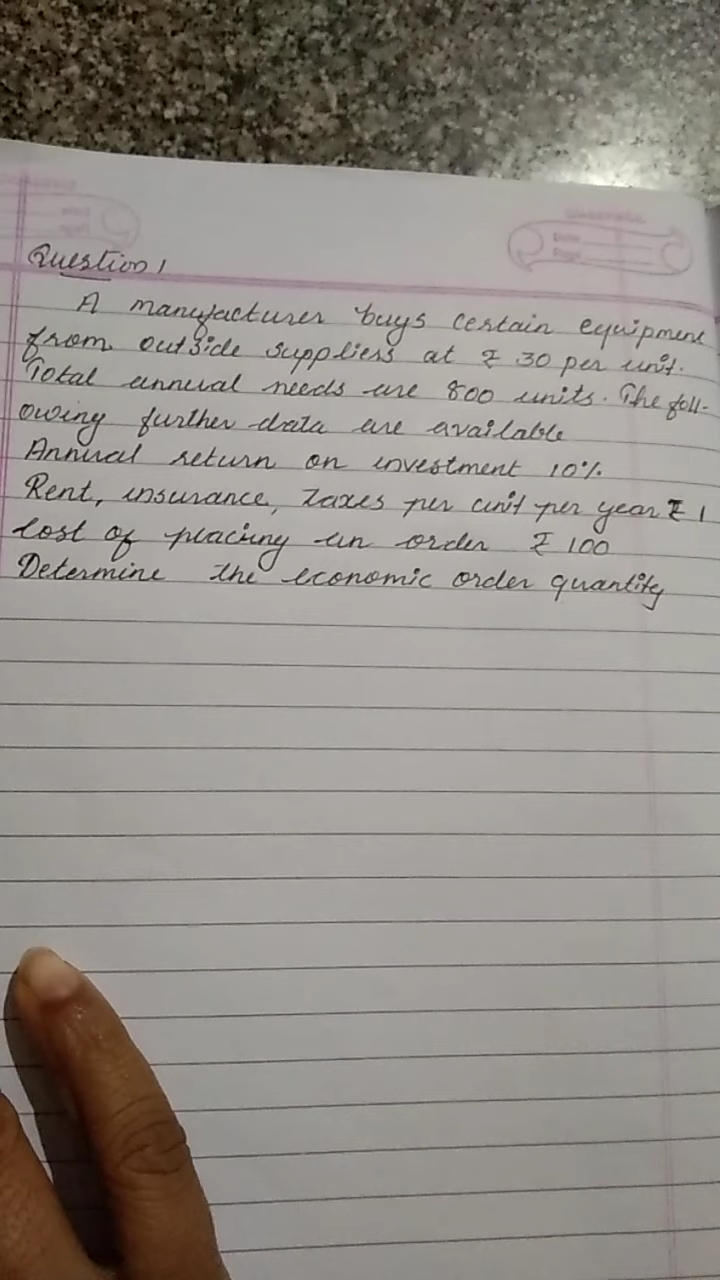 Question 1
A manufacturer buys certain equipment
from outside suppliers at ₹ 30 per unit.
Total annual needs are 800 units. The foll-
owing further data are available
Annual return on investment 10%
Rent, insurance, taxes per unit per year ₹ 1
Cost of placing an order ₹ 100
Determine the economic order quantity